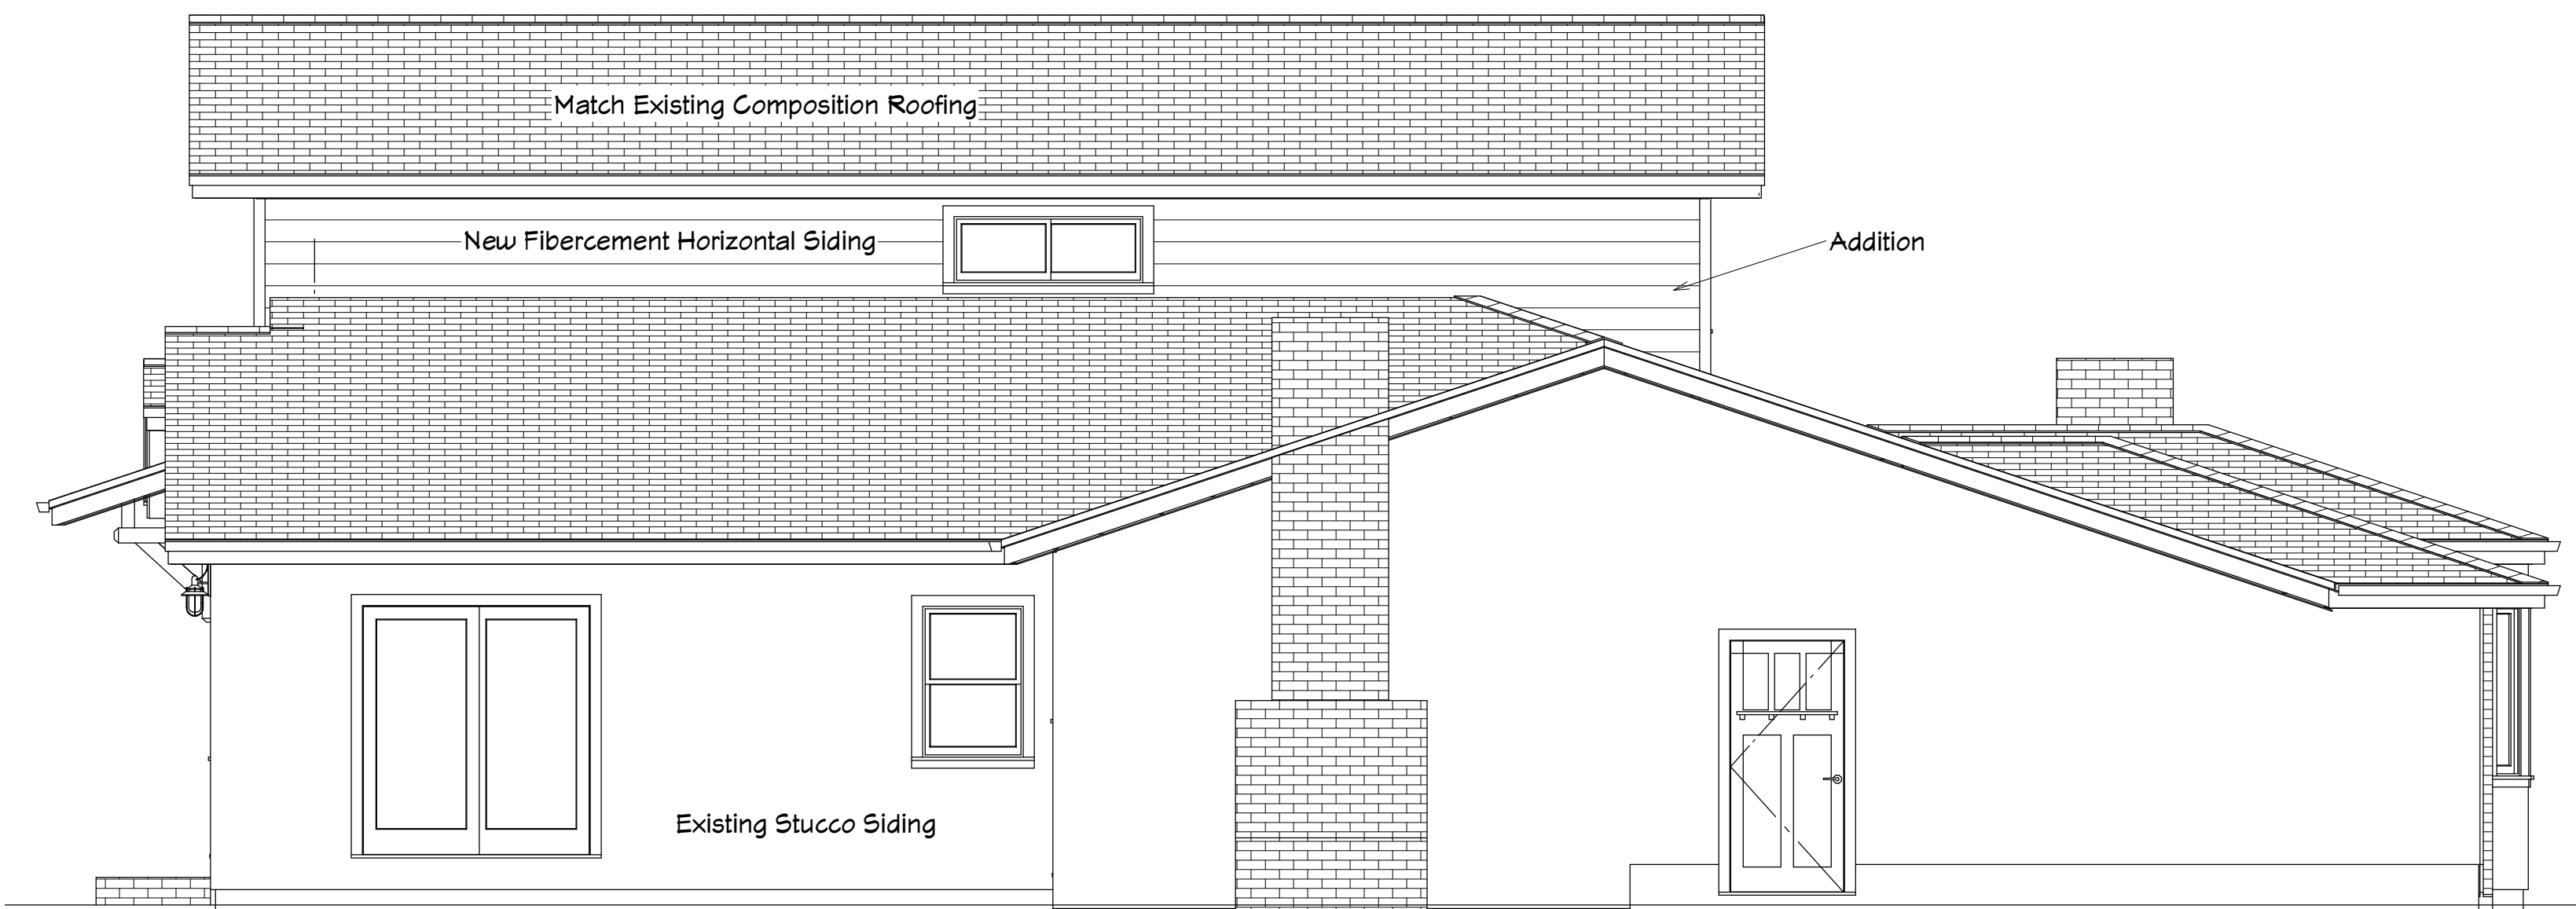 Match Existing Composition Roofing
New Fibercement Horizontal Siding
Addition
Existing Stucco Siding